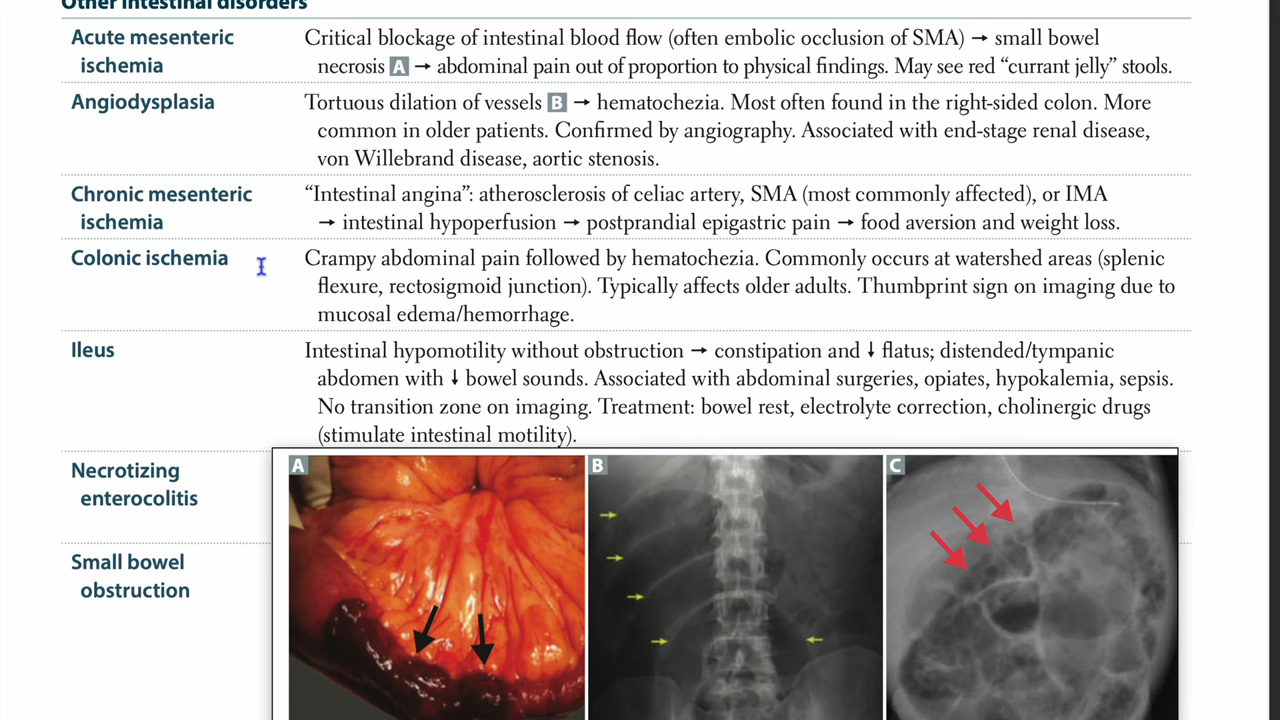 Other intestinal disorders
Acute mesenteric
ischemia
Critical blockage of intestinal blood flow (often embolic occlusion of SMA) → small bowel
necrosis A → abdominal pain out of proportion to physical findings. May see red “currant jelly” stools.
Angiodysplasia
Tortuous dilation of vessels B → hematochezia. Most often found in the right-sided colon. More
common in older patients. Confirmed by angiography. Associated with end-stage renal disease,
von Willebrand disease, aortic stenosis.
Chronic mesenteric
ischemia
“Intestinal angina”: atherosclerosis of celiac artery, SMA (most commonly affected), or IMA
→ intestinal hypoperfusion → postprandial epigastric pain → food aversion and weight loss.
Colonic ischemia
Crampy abdominal pain followed by hematochezia. Commonly occurs at watershed areas (splenic
flexure, rectosigmoid junction). Typically affects older adults. Thumbprint sign on imaging due to
mucosal edema/hemorrhage.
Ileus
Intestinal hypomotility without obstruction → constipation and ↓ flatus; distended/tympanic
abdomen with ↓ bowel sounds. Associated with abdominal surgeries, opiates, hypokalemia, sepsis.
No transition zone on imaging. Treatment: bowel rest, electrolyte correction, cholinergic drugs
(stimulate intestinal motility).
Necrotizing
enterocolitis
Small bowel
obstruction
A
B
C